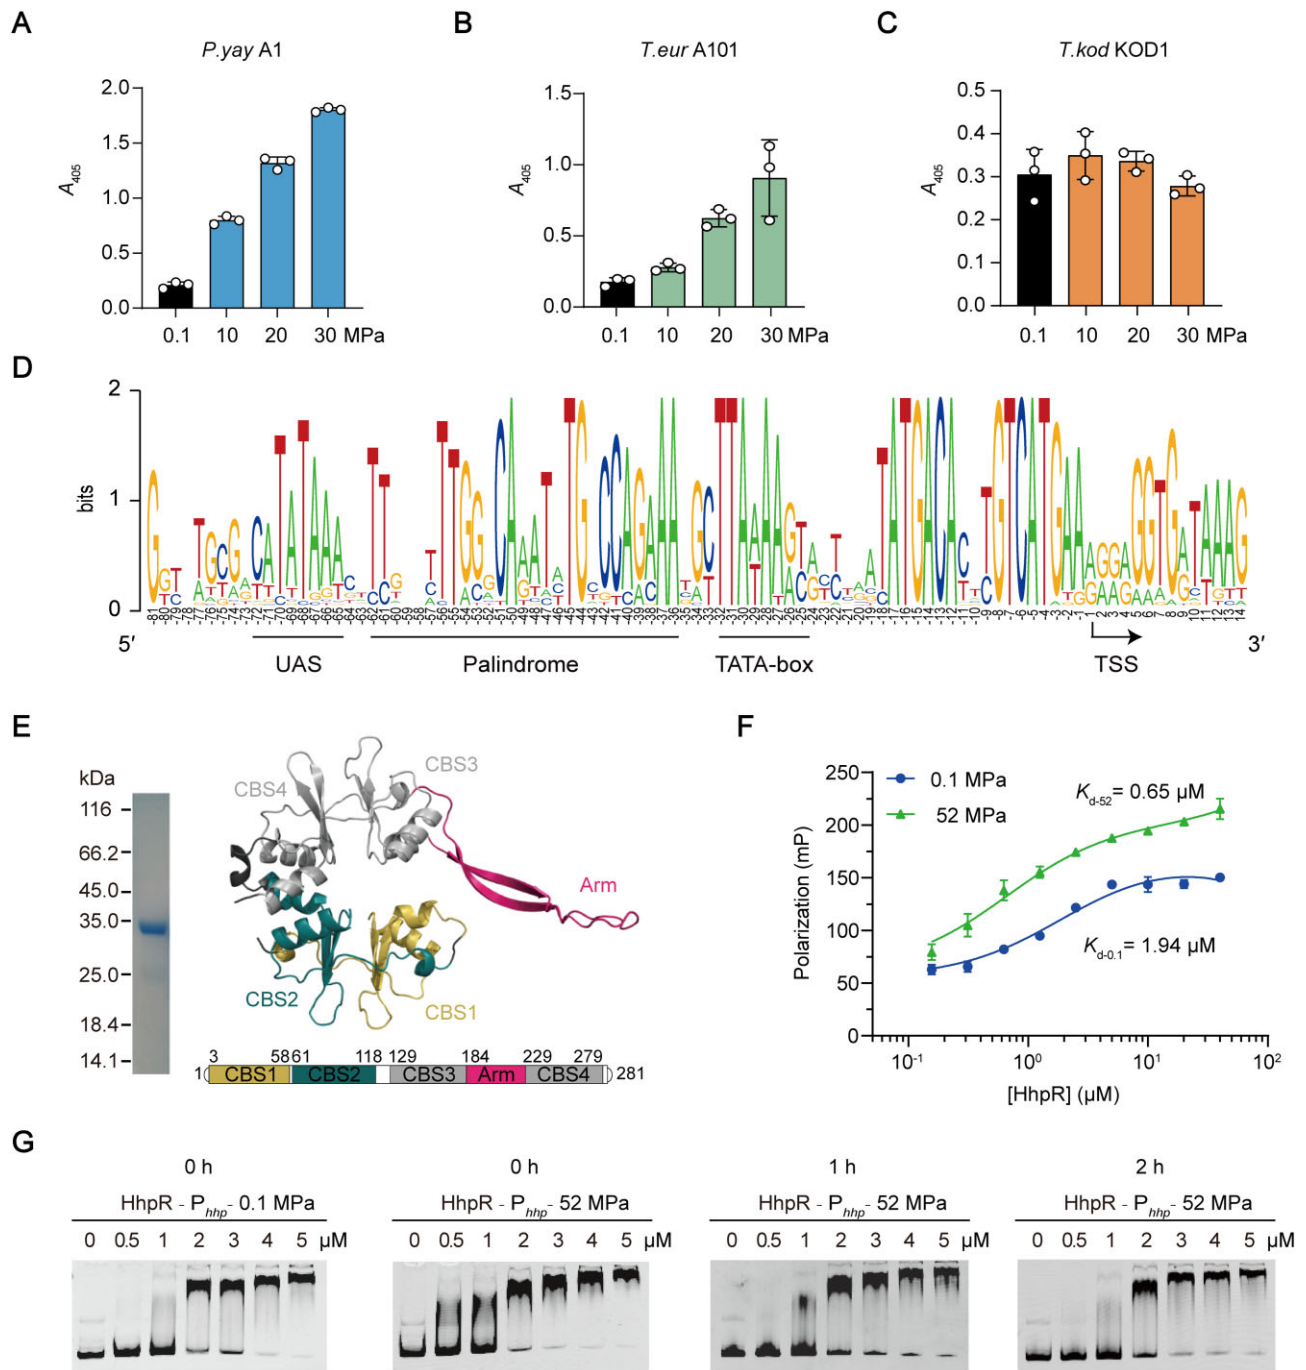 A
B
C
P.yay A1
T.eur A101
T.kod KOD1
A405
2.0
1.5
1.0
0.5
0.0
0.1 10 20 30 MPa
A405
1.5
1.0
0.5
0.0
0.1 10 20 30 MPa
A405
0.5
0.4
0.3
0.2
0.1
0.0
0.1 10 20 30 MPa
D
bits
2
1
0
5′
3′
UAS
Palindrome
TATA-box
TSS
E
kDa
116
66.2
45.0
35.0
25.0
18.4
14.1
CBS4
CBS3
Arm
CBS2
CBS1
3 58 61 118 129 184 229 279
1 CBS1 CBS2 CBS3 Arm CBS4 281
F
Polarization (mP)
250
200
150
100
50
0
0.1 MPa
52 MPa
Kd-52= 0.65 µM
Kd-0.1= 1.94 µM
10-1 100 101 102
[HhpR] (µM)
G
0 h
HhpR - Phhp- 0.1 MPa
0 0.5 1 2 3 4 5 µM
0 h
HhpR - Phhp- 52 MPa
0 0.5 1 2 3 4 5 µM
1 h
HhpR - Phhp- 52 MPa
0 0.5 1 2 3 4 5 µM
2 h
HhpR - Phhp- 52 MPa
0 0.5 1 2 3 4 5 µM